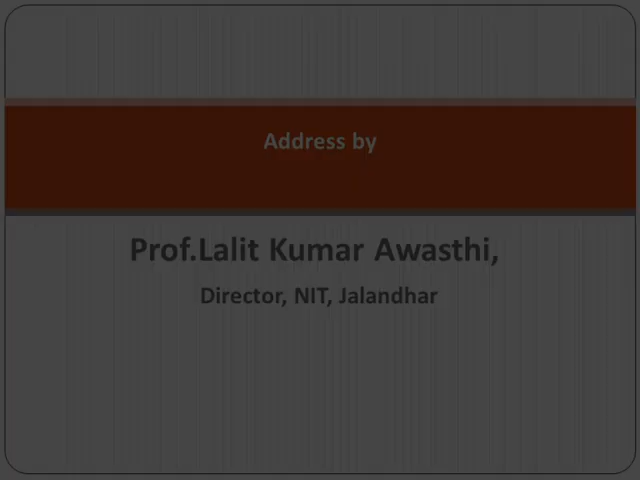 Address by
Prof.Lalit Kumar Awasthi,
Director, NIT, Jalandhar